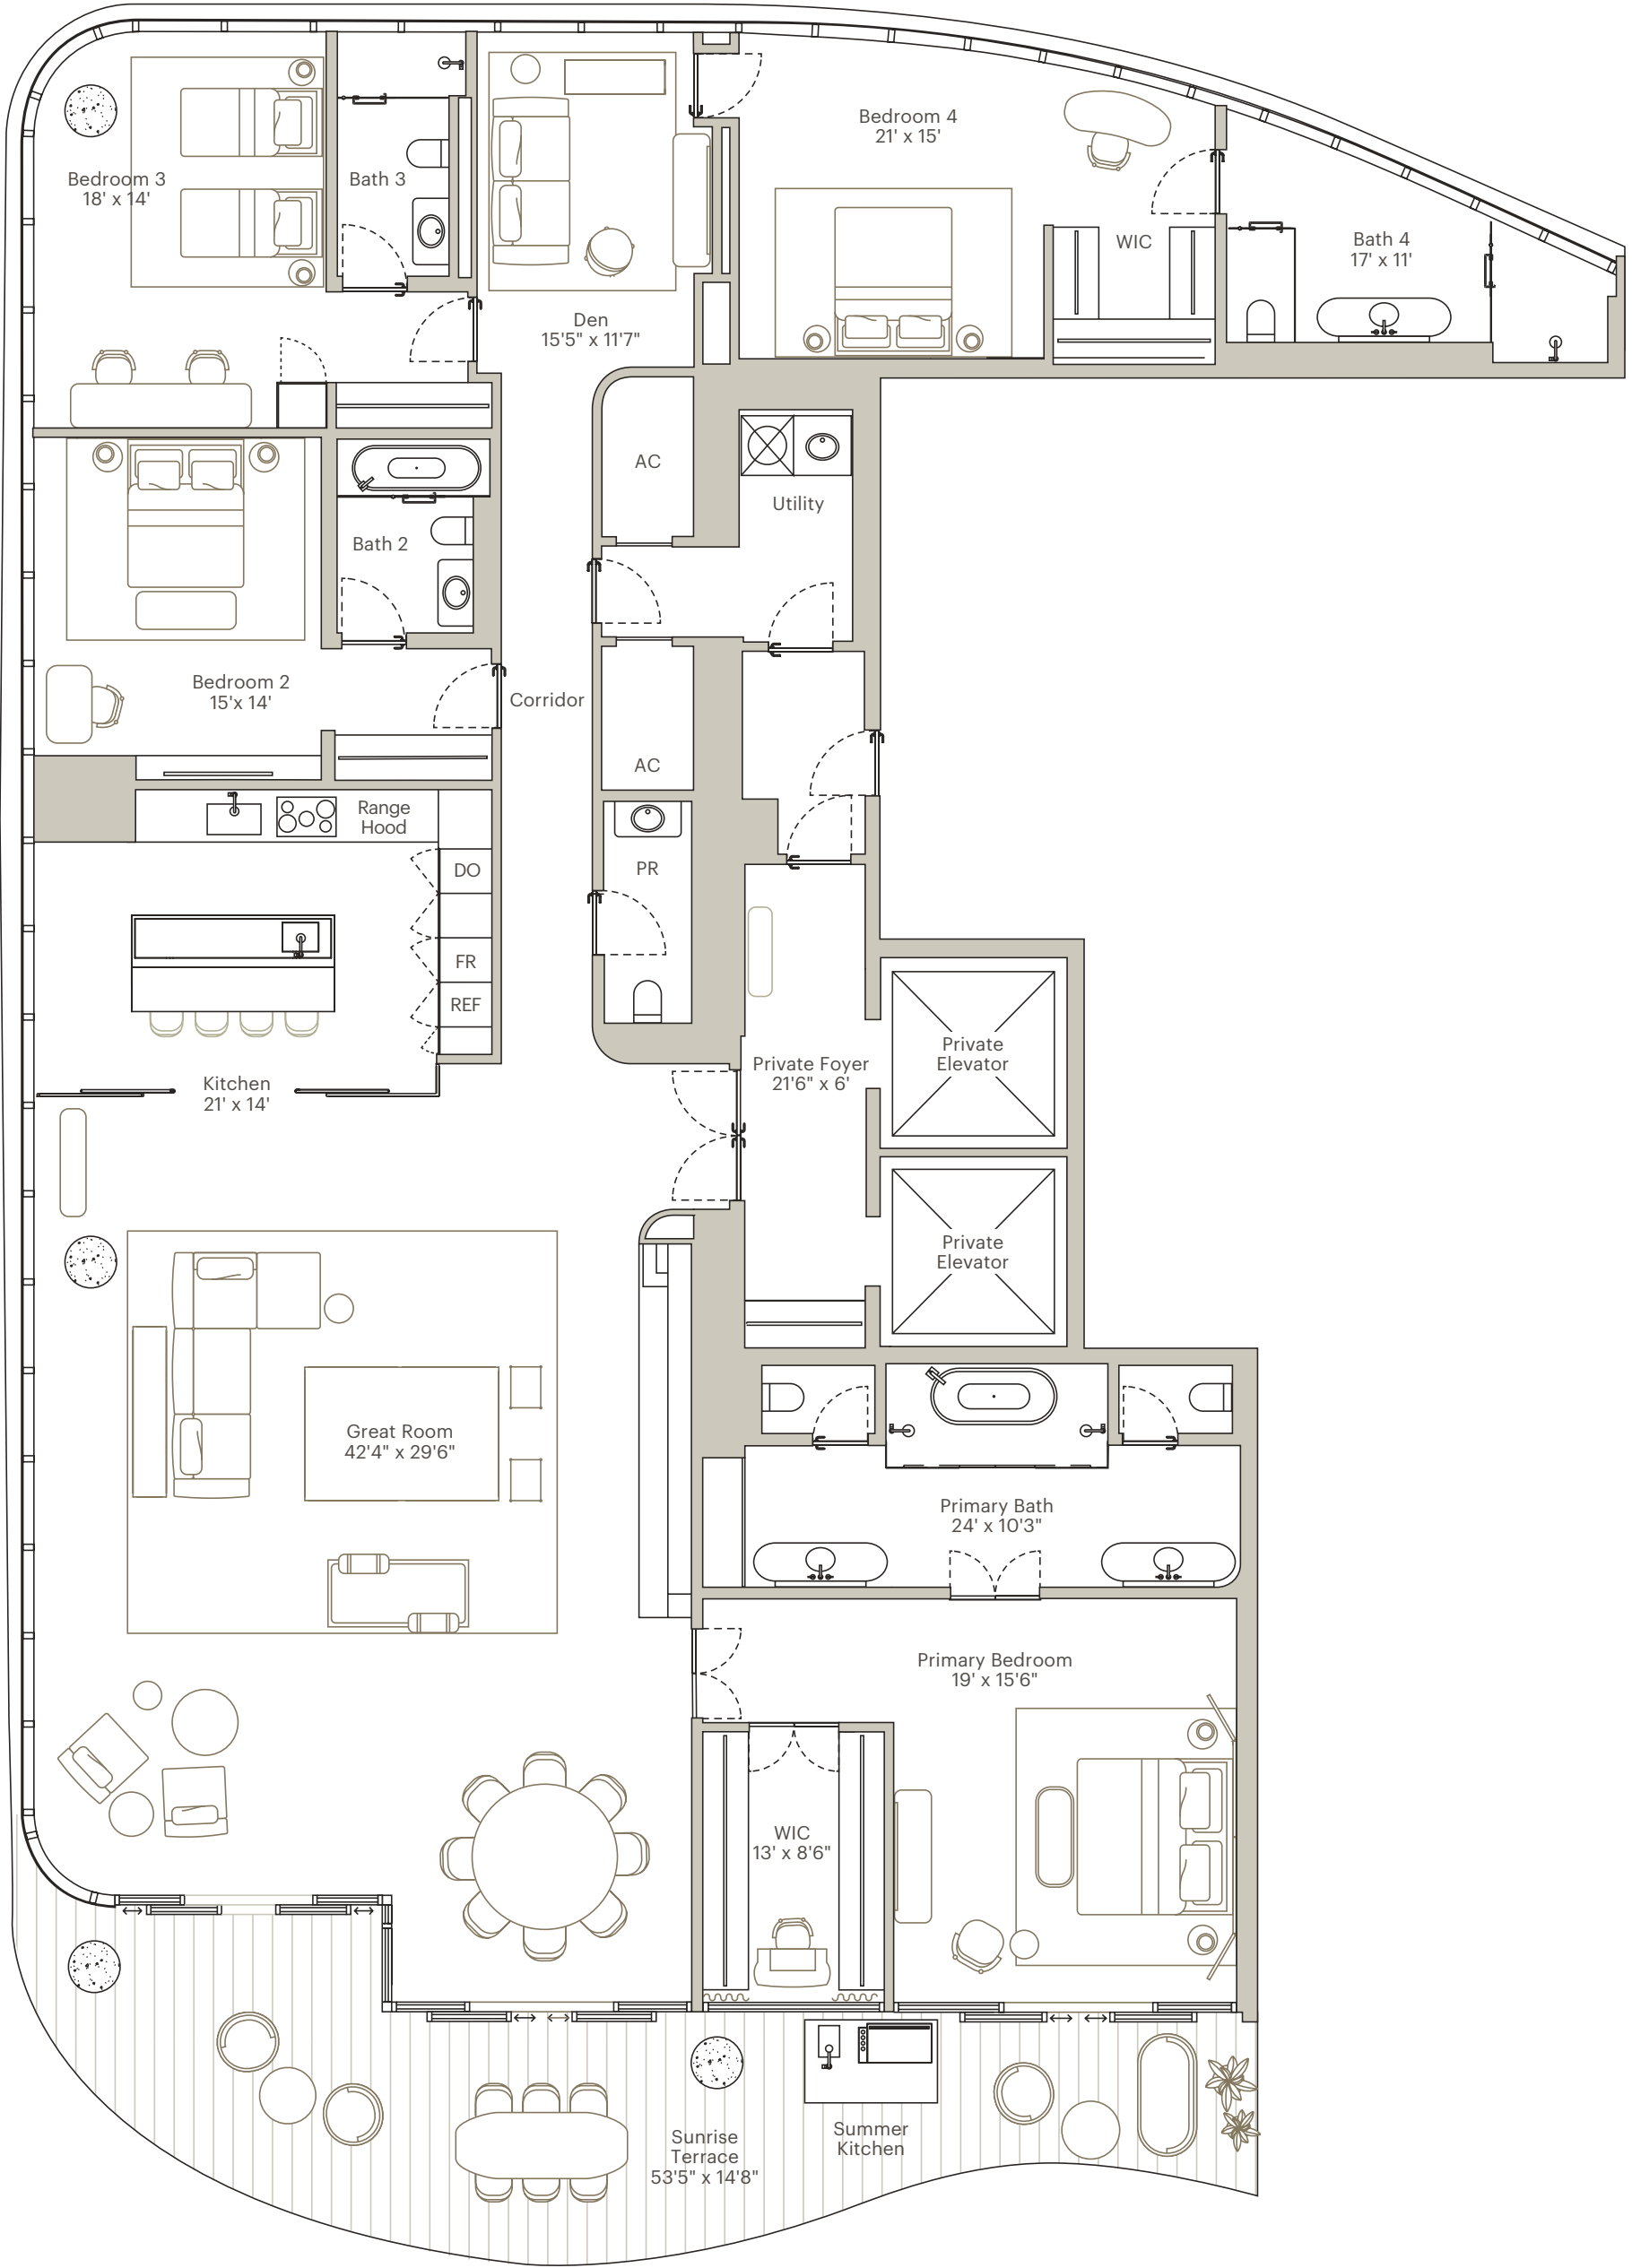 Bedroom 4
21' x 15'
Bedroom 3
18' x 14'
Bath 3
WIC
Bath 4
17' x 11'
Den
15'5" x 11'7"
AC
Utility
Bath 2
Bedroom 2
15'x 14'
Corridor
AC
Range
Hood
DO
PR
FR
REF
Private
Elevator
Private Foyer
21'6" x 6'
Kitchen
21' x 14'
Private
Elevator
Great Room
42'4" x 29'6"
Primary Bath
24' x 10'3"
Primary Bedroom
19' x 15'6"
WIC
13' x 8'6"
Summer
Kitchen
Sunrise
Terrace
53'5" x 14'8"